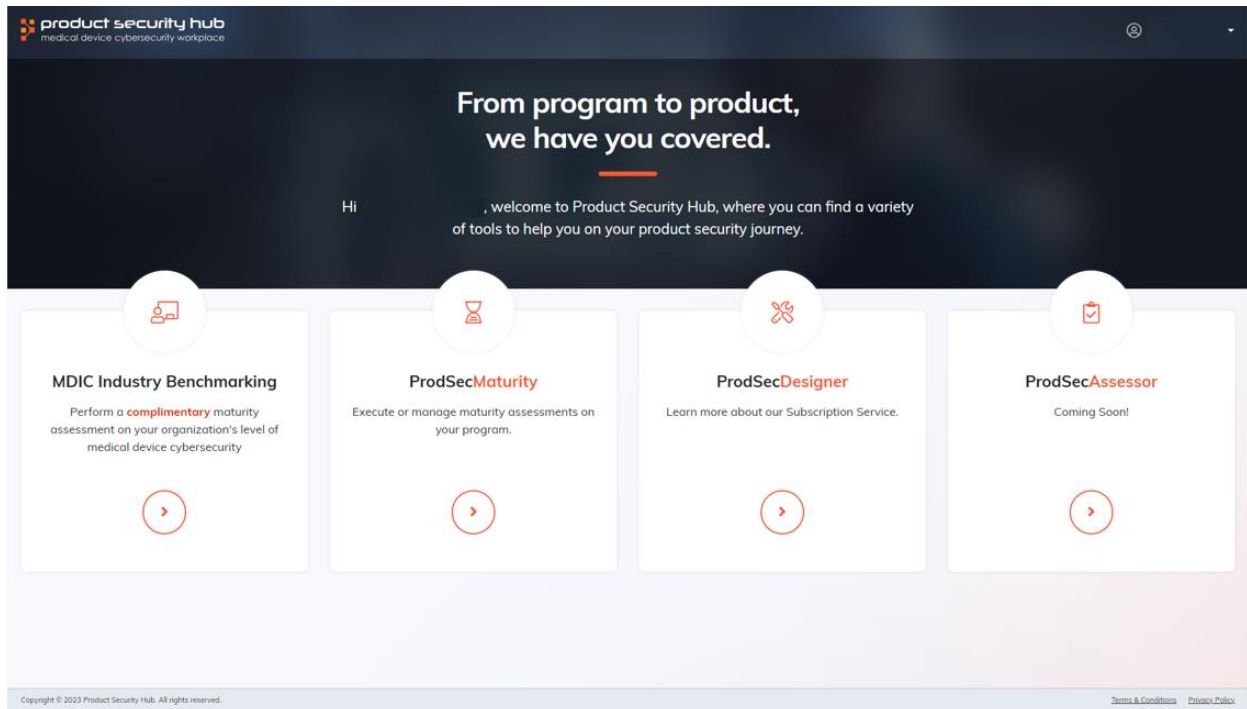 product security hub
medical device cybersecurity workplace
From program to product,
we have you covered.
Hi , welcome to Product Security Hub, where you can find a variety
of tools to help you on your product security journey.
MDIC Industry Benchmarking
Perform a complimentary maturity
assessment on your organization's level of
medical device cybersecurity
ProdSecMaturity
Execute or manage maturity assessments on
your program.
ProdSecDesigner
Learn more about our Subscription Service.
ProdSecAssessor
Coming Soon!
Copyright © 2023 Product Security Hub. All rights reserved.
Terms & Conditions Privacy Policy